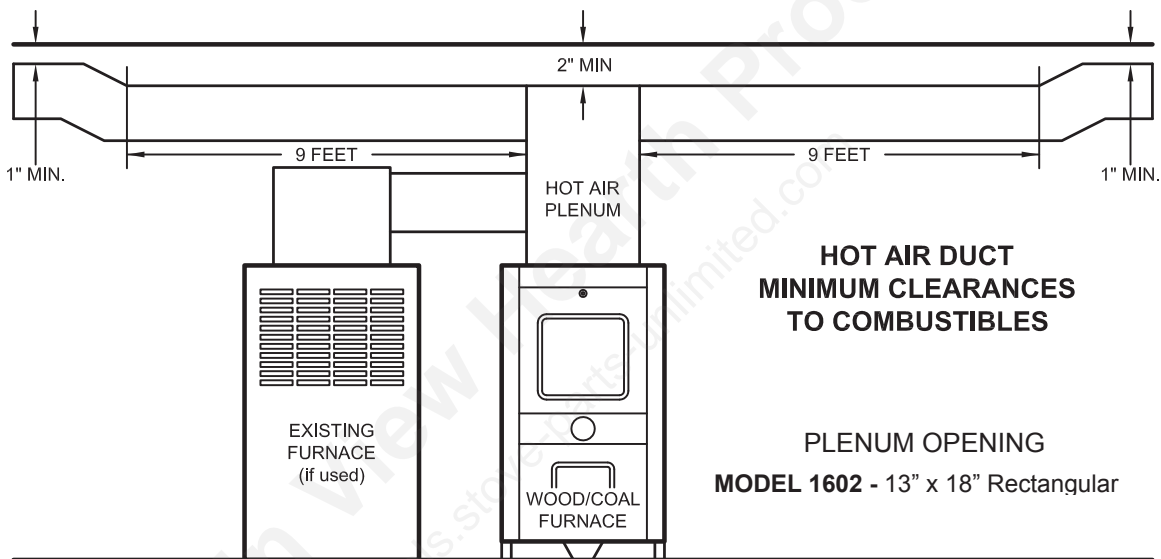 2" MIN
1" MIN.
9 FEET
9 FEET
1" MIN.
HOT AIR
PLENUM
HOT AIR DUCT
MINIMUM CLEARANCES
TO COMBUSTIBLES
EXISTING
FURNACE
(if used)
WOOD/COAL
FURNACE
PLENUM OPENING
MODEL 1602 - 13” x 18” Rectangular